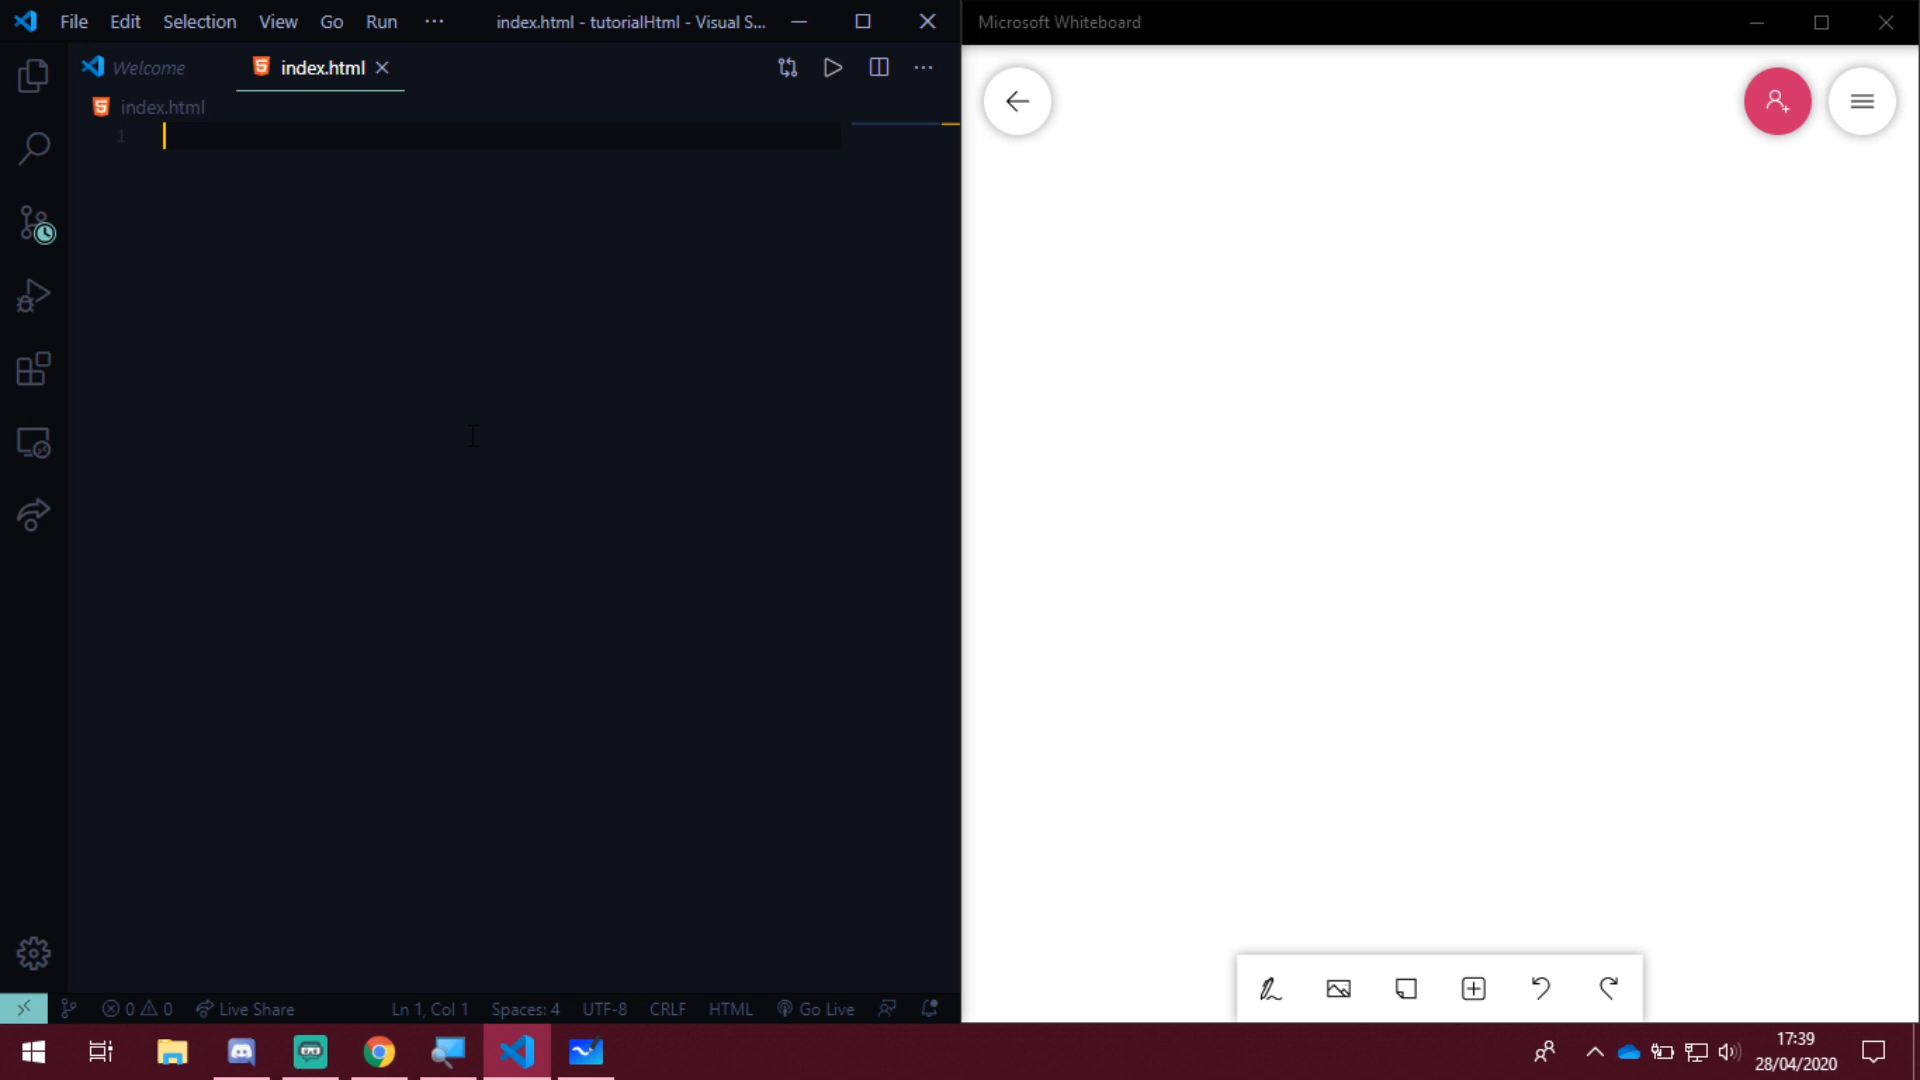 File Edit Selection View Go Run ··· index.html - tutorialHtml - Visual S...
Microsoft Whiteboard
Welcome index.html
index.html
1
0 0 Live Share Ln 1, Col 1 Spaces: 4 UTF-8 CRLF HTML Go Live
17:39
28/04/2020